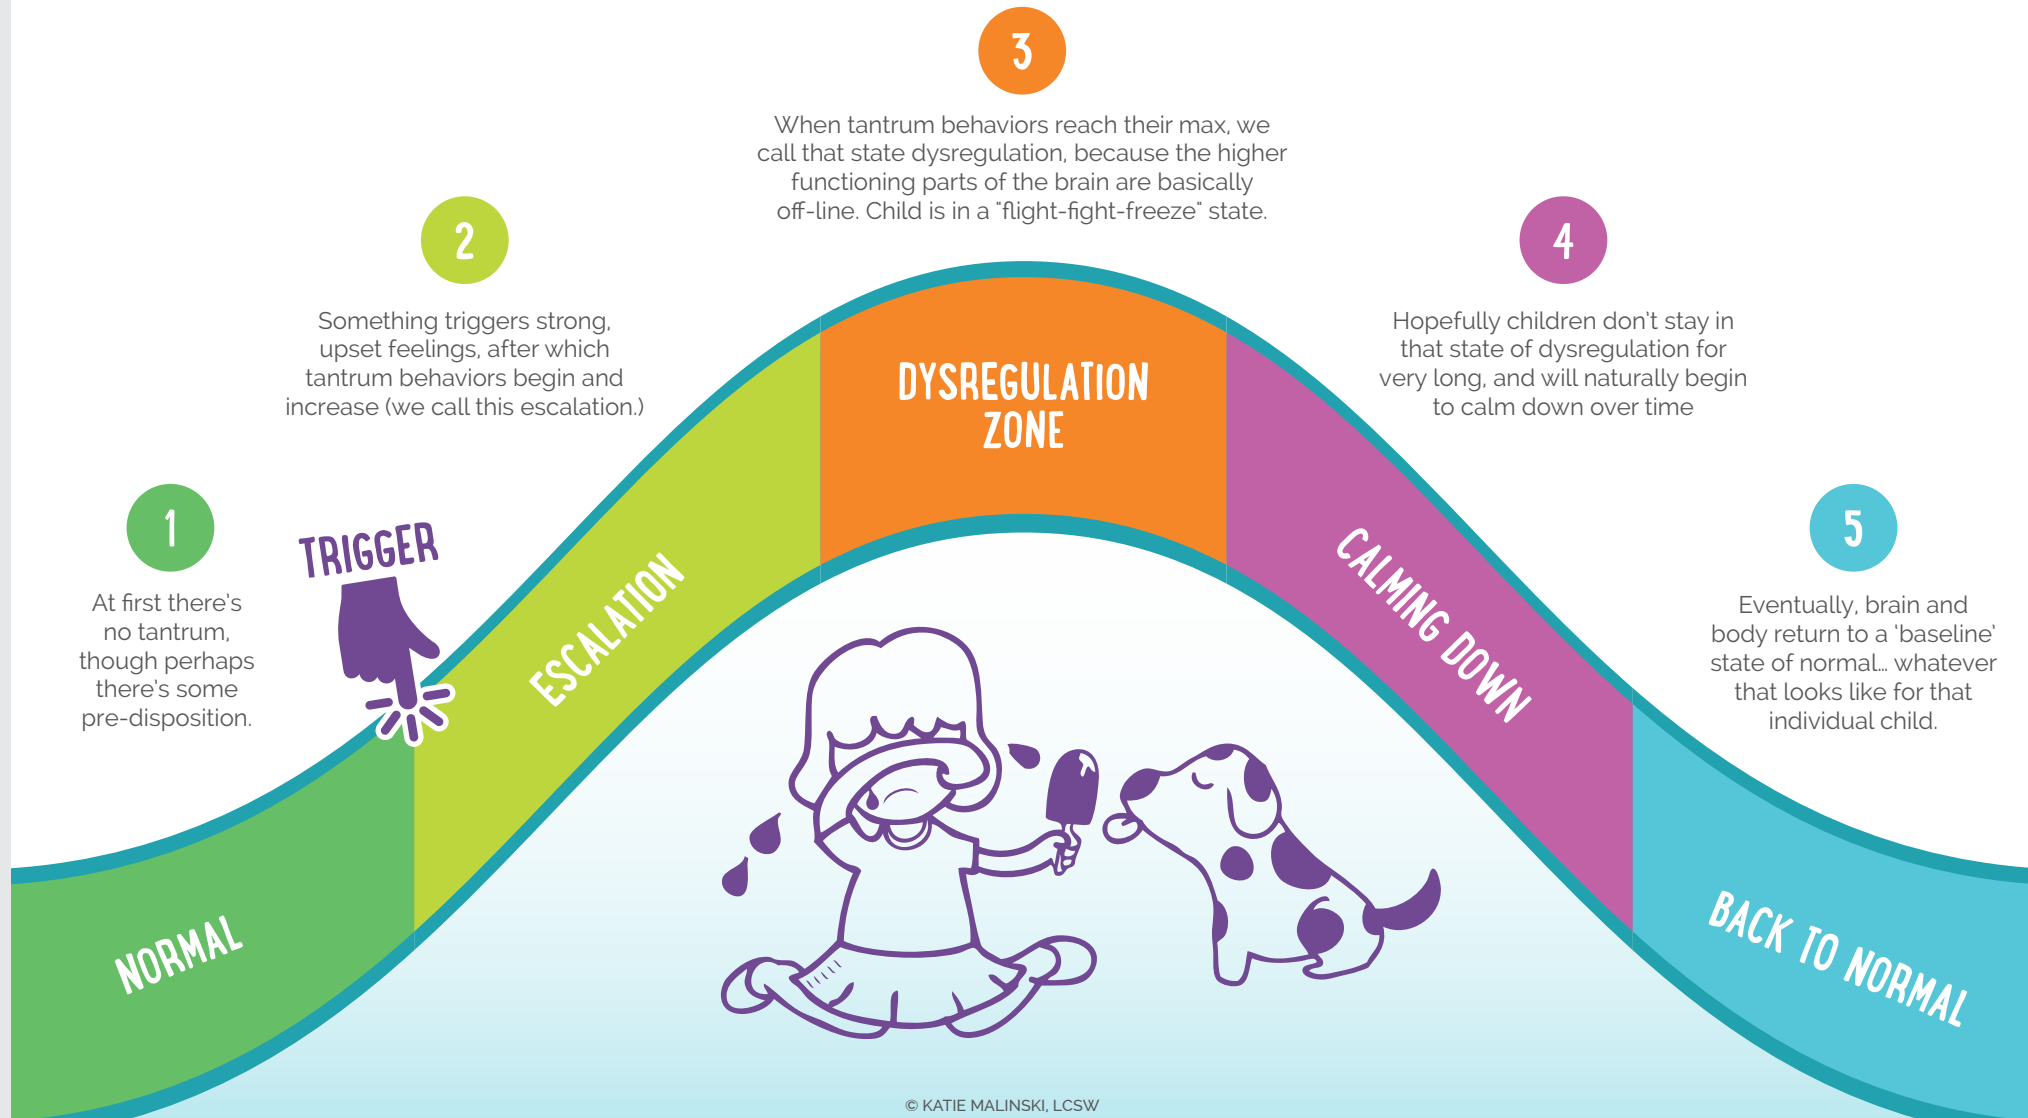 3
When tantrum behaviors reach their max, we
call that state dysregulation, because the higher
functioning parts of the brain are basically
off-line. Child is in a "flight-fight-freeze" state.
2
Something triggers strong,
upset feelings, after which
tantrum behaviors begin and
increase (we call this escalation.)
4
Hopefully children don't stay in
that state of dysregulation for
very long, and will naturally begin
to calm down over time
DYSREGULATION
ZONE
1
At first there's
no tantrum,
though perhaps
there's some
pre-disposition.
TRIGGER
ESCALATION
CALMING DOWN
5
Eventually, brain and
body return to a 'baseline'
state of normal... whatever
that looks like for that
individual child.
NORMAL
BACK TO NORMAL
© KATIE MALINSKI, LCSW